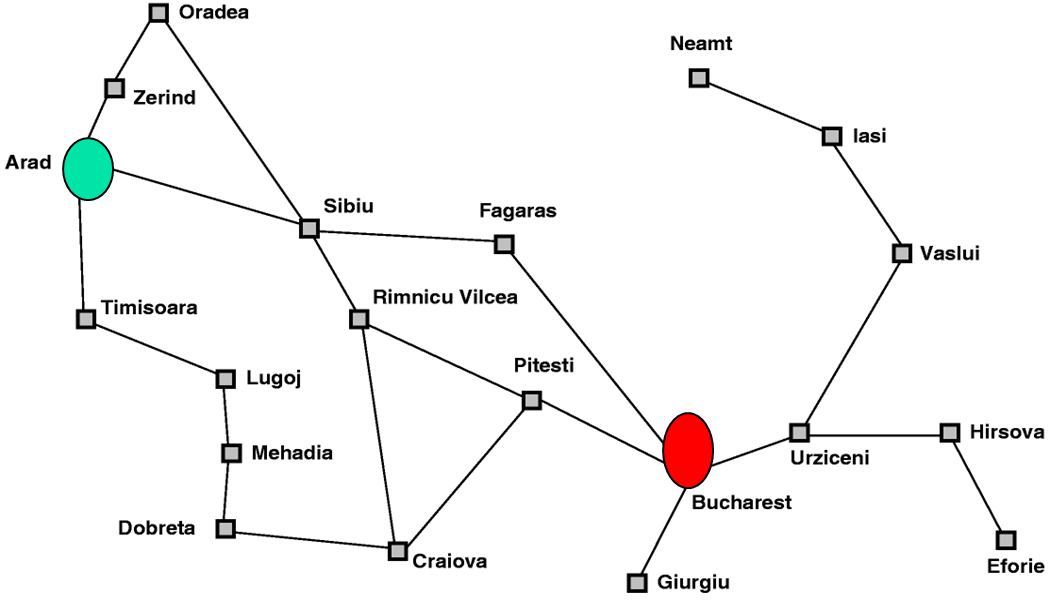 Oradea
Neamt
Zerind
Iasi
Arad
Sibiu
Fagaras
Vaslui
Rimnicu Vilcea
Timisoara
Pitesti
Lugoj
Hirsova
Mehadia
Urziceni
Bucharest
Dobreta
Craiova
Eforie
Giurgiu